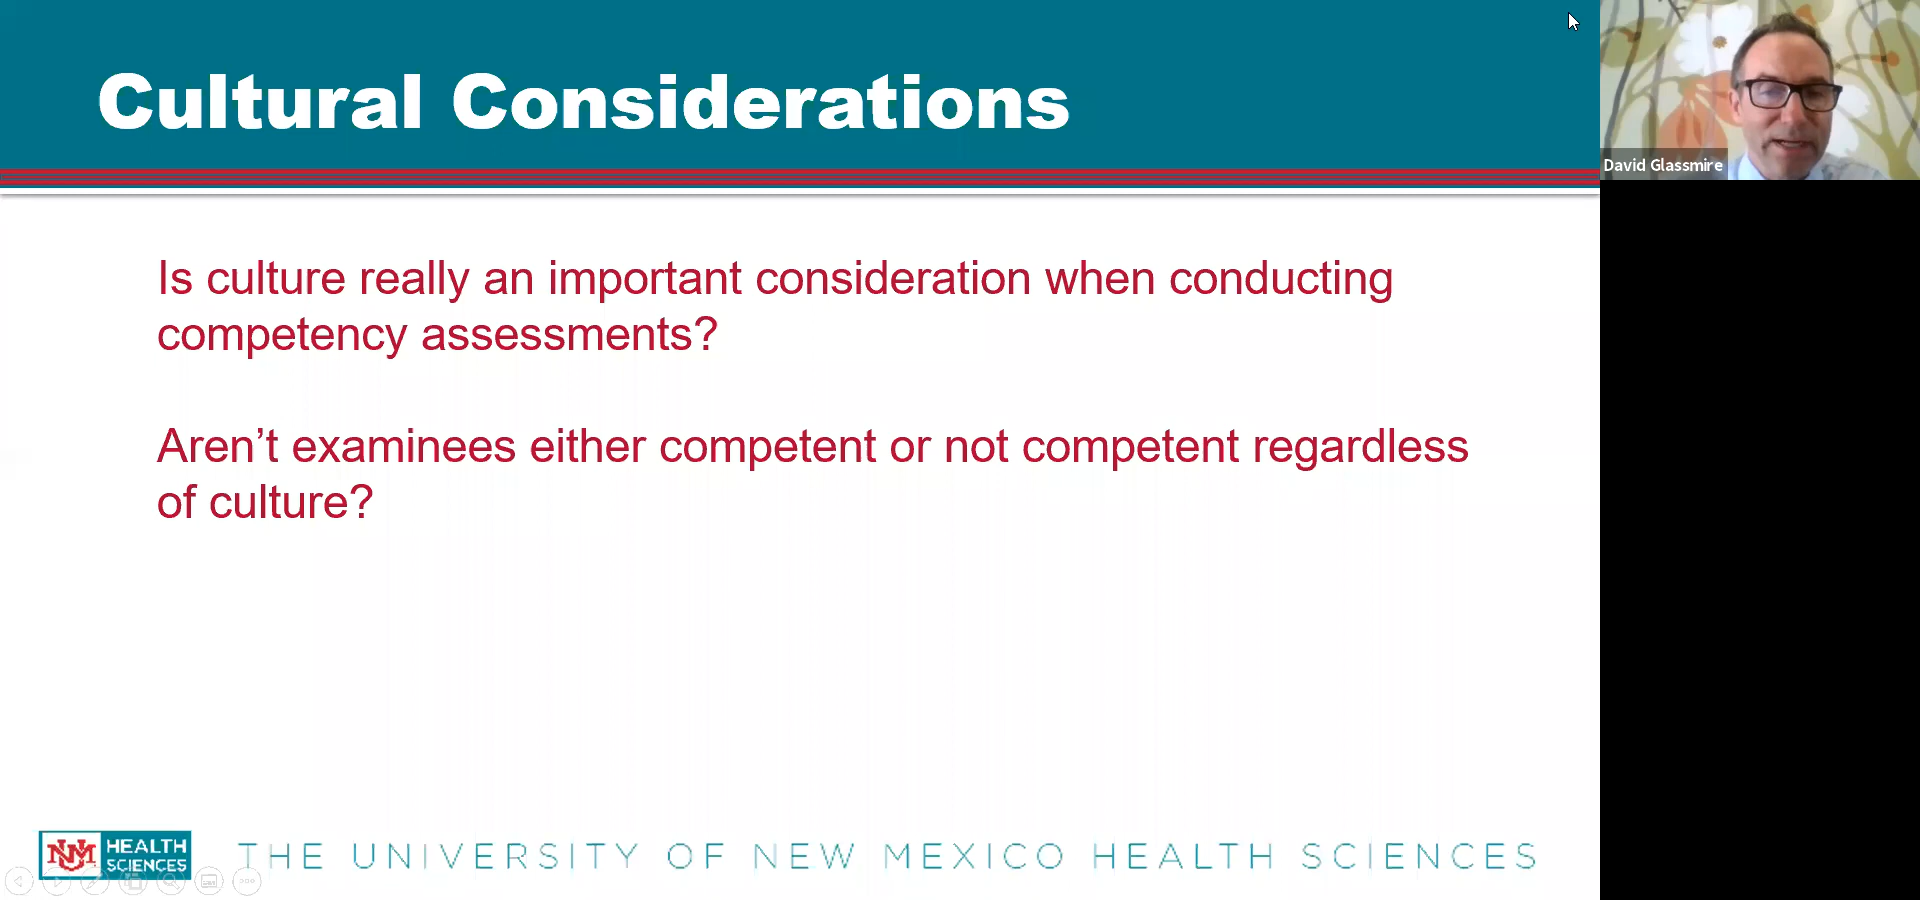 Cultural Considerations
David Glassmire
Is culture really an important consideration when conducting
competency assessments?
Aren’t examinees either competent or not competent regardless
of culture?
UNM HEALTH
SCIENCES
THE UNIVERSITY OF NEW MEXICO HEALTH SCIENCES